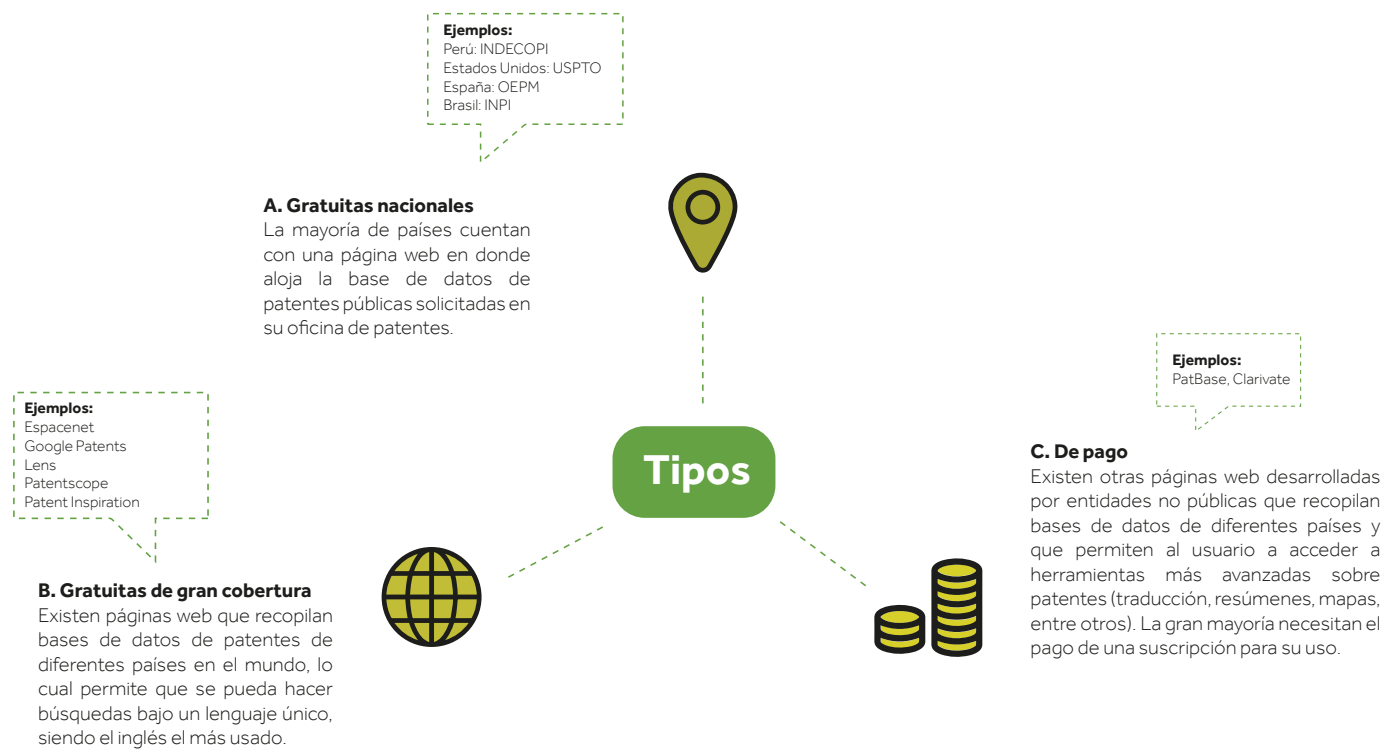 Ejemplos:
Perú: INDECOPI
Estados Unidos: USPTO
España: OEPM
Brasil: INPI
A. Gratuitas nacionales
La mayoría de países cuentan
con una página web en donde
aloja la base de datos de
patentes públicas solicitadas en
su oficina de patentes.
Ejemplos:
Espacenet
Google Patents
Lens
Patentscope
Patent Inspiration
B. Gratuitas de gran cobertura
Existen páginas web que recopilan
bases de datos de patentes de
diferentes países en el mundo, lo
cual permite que se pueda hacer
búsquedas bajo un lenguaje único,
siendo el inglés el más usado.
Tipos
Ejemplos:
PatBase, Clarivate
C. De pago
Existen otras páginas web desarrolladas
por entidades no públicas que recopilan
bases de datos de diferentes países y
que permiten al usuario a acceder a
herramientas más avanzadas sobre
patentes (traducción, resúmenes, mapas,
entre otros). La gran mayoría necesitan el
pago de una suscripción para su uso.